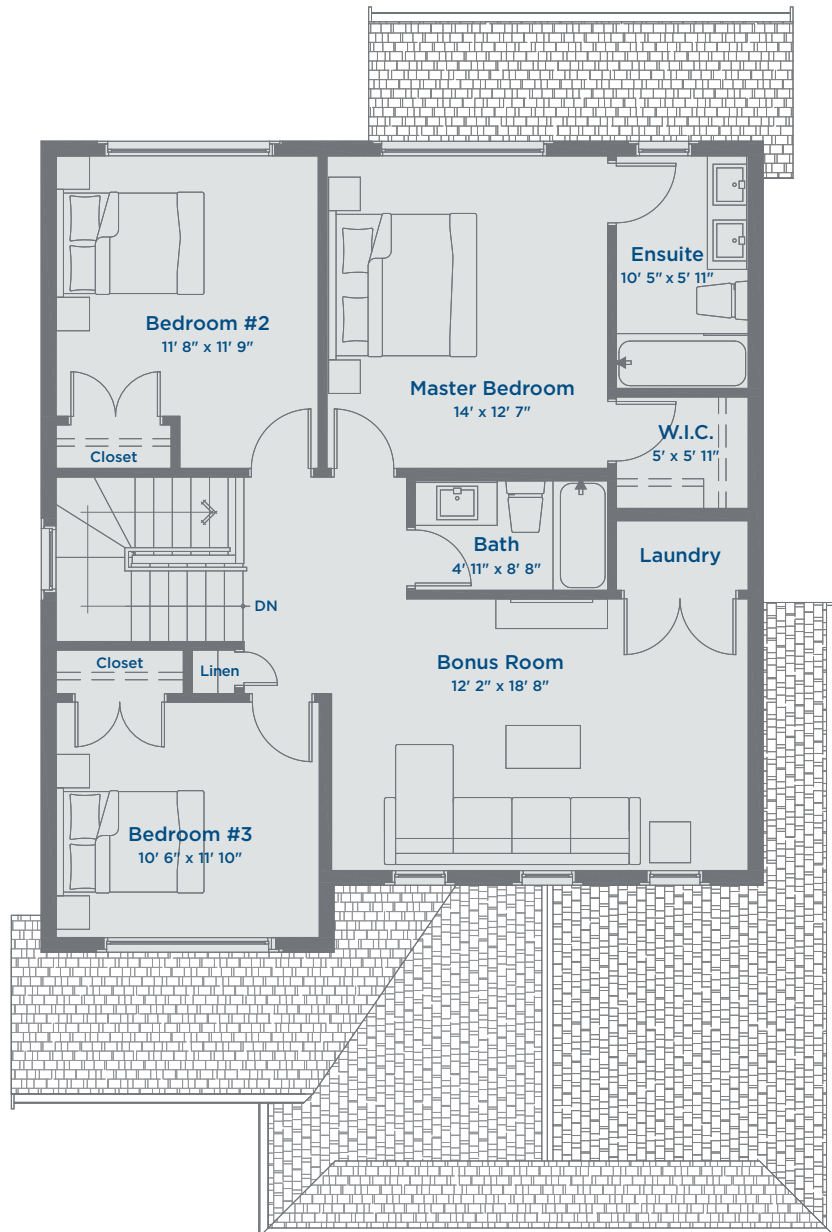 Ensuite
10' 5" x 5' 11"
Bedroom #2
11' 8" x 11' 9"
Master Bedroom
14' x 12' 7"
W.I.C.
5' x 5' 11"
Closet
Bath
4' 11" x 8' 8"
Laundry
DN
Closet
Linen
Bonus Room
12' 2" x 18' 8"
Bedroom #3
10' 6" x 11' 10"